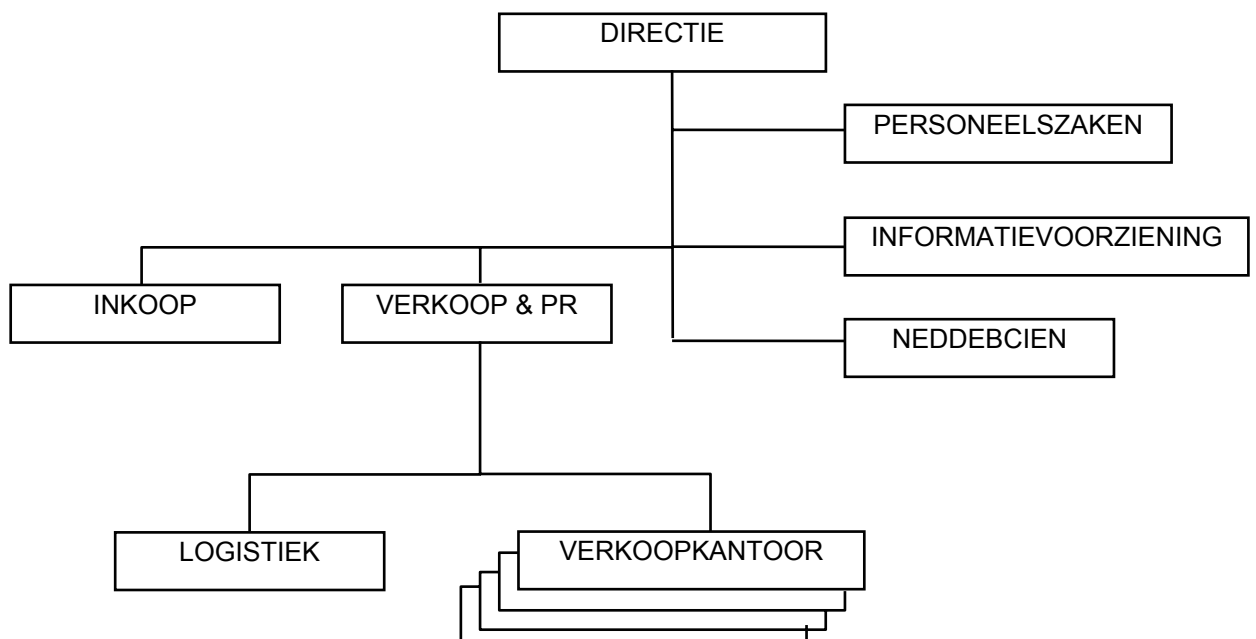 DIRECTIE
PERSONEELSZAKEN
INFORMATIEVOORZIENING
INKOOP
VERKOOP & PR
NEDDEBCIEN
LOGISTIEK
VERKOOPKANTOOR